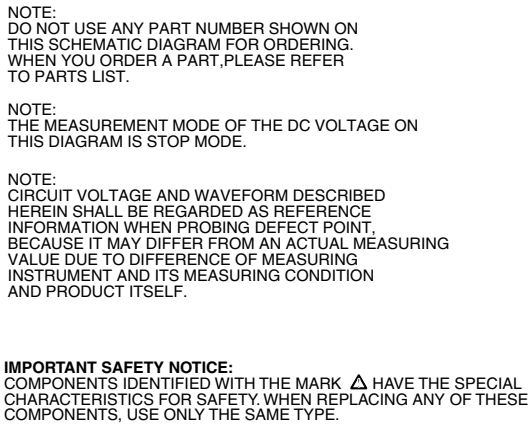 NOTE:
DO NOT USE ANY PART NUMBER SHOWN ON
THIS SCHEMATIC DIAGRAM FOR ORDERING.
WHEN YOU ORDER A PART,PLEASE REFER
TO PARTS LIST.
NOTE:
THE MEASUREMENT MODE OF THE DC VOLTAGE ON
THIS DIAGRAM IS STOP MODE.
NOTE:
CIRCUIT VOLTAGE AND WAVEFORM DESCRIBED
HEREIN SHALL BE REGARDED AS REFERENCE
INFORMATION WHEN PROBING DEFECT POINT,
BECAUSE IT MAY DIFFER FROM AN ACTUAL MEASURING
VALUE DUE TO DIFFERENCE OF MEASURING
INSTRUMENT AND ITS MEASURING CONDITION
AND PRODUCT ITSELF.
IMPORTANT SAFETY NOTICE:
COMPONENTS IDENTIFIED WITH THE MARK ⚠ HAVE THE SPECIAL
CHARACTERISTICS FOR SAFETY. WHEN REPLACING ANY OF THESE
COMPONENTS, USE ONLY THE SAME TYPE.